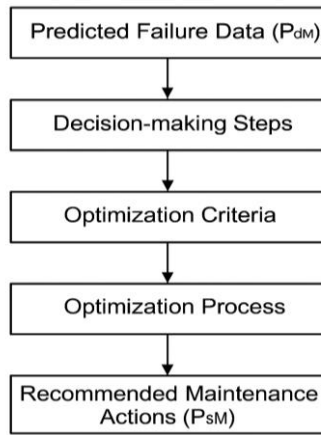 Predicted Failure Data (PdM)
Decision-making Steps
Optimization Criteria
Optimization Process
Recommended Maintenance
Actions (PsM)